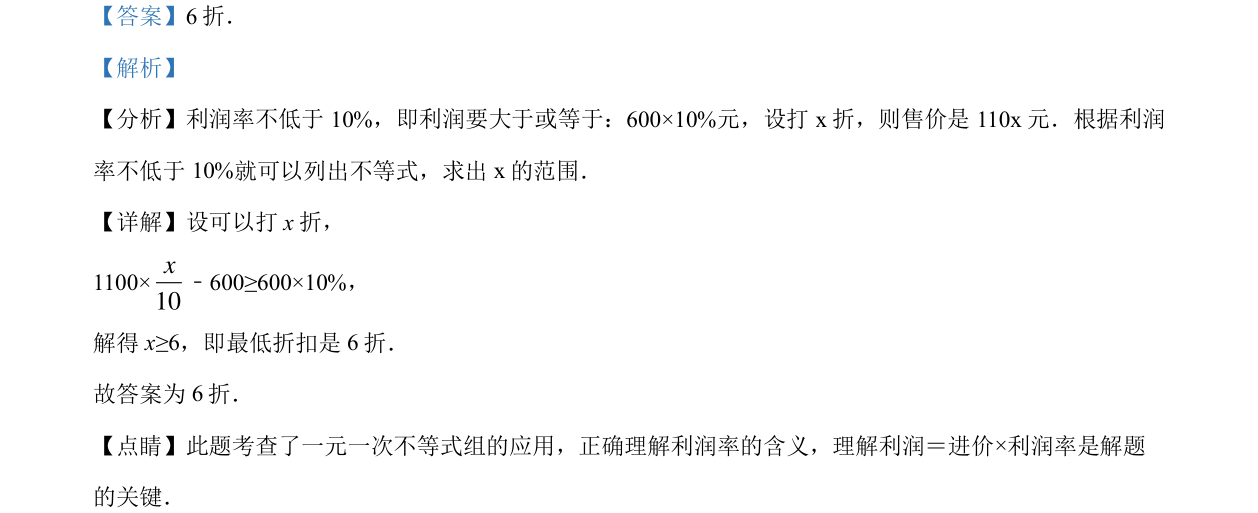 【答案】6 折．
【解析】
【分析】利润率不低于 10%，即利润要大于或等于：600×10%元，设打 x 折，则售价是 110x 元．根据利润
率不低于 10%就可以列出不等式，求出 x 的范围．
【详解】设可以打 x 折，
1100×x/10﹣600≥600×10%，
解得 x≥6，即最低折扣是 6 折．
故答案为 6 折．
【点睛】此题考查了一元一次不等式组的应用，正确理解利润率的含义，理解利润＝进价×利润率是解题
的关键．